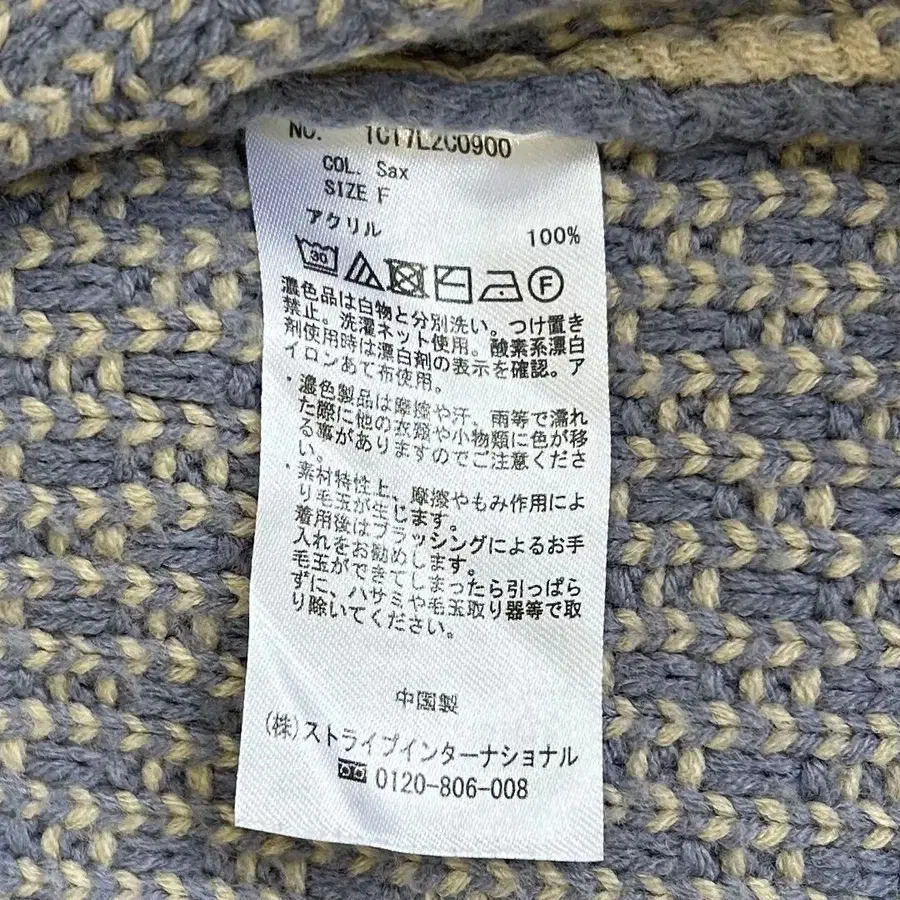 NO. 1C17L2C0900
COL. Sax
SIZE F
アクリル 100%
30 F
濃色品は白物と分別洗い。つけ置き
禁止。洗濯ネット使用。酸素系漂白
剤使用時は漂白剤の表示を確認。ア
イロンあて布使用。
・濃色製品は摩擦や汗、雨等で濡れ
た際に他の衣類や小物類に色が移
る事がありますのでご注意くださ
い。
・素材特性上、摩擦やもみ作用によ
り毛玉が生じます。
着用後はブラッシングによるお手
入れをお勧めします。
毛玉ができてしまったら引っぱら
ずに、ハサミや毛玉取り器等で取
り除いてください。
中国製
(株)ストライプインターナショナル
0120-806-008